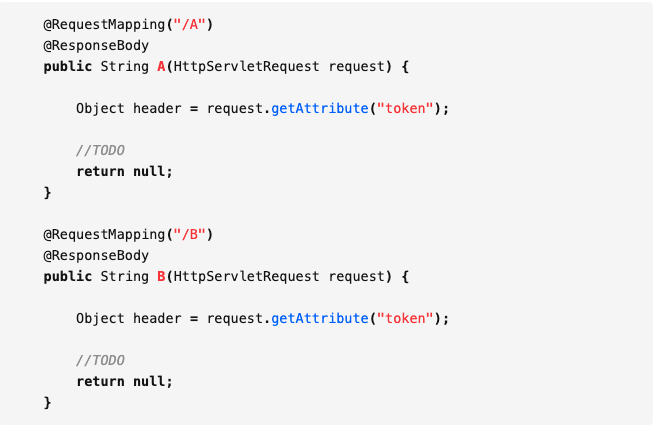 @RequestMapping("/A")
@ResponseBody
public String A(HttpServletRequest request) {
Object header = request.getAttribute("token");
//TODO
return null;
}
@RequestMapping("/B")
@ResponseBody
public String B(HttpServletRequest request) {
Object header = request.getAttribute("token");
//TODO
return null;
}